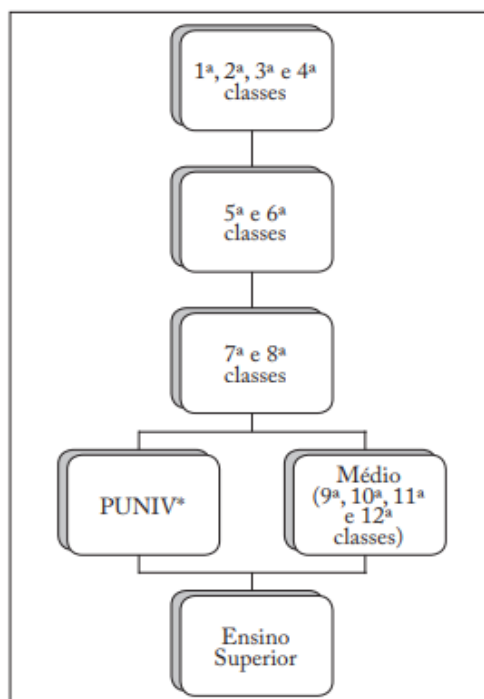 1ª, 2ª, 3ª e 4ª
classes
5ª e 6ª
classes
7ª e 8ª
classes
PUNIV*
Médio
(9ª, 10ª, 11ª
e 12ª
classes)
Ensino
Superior